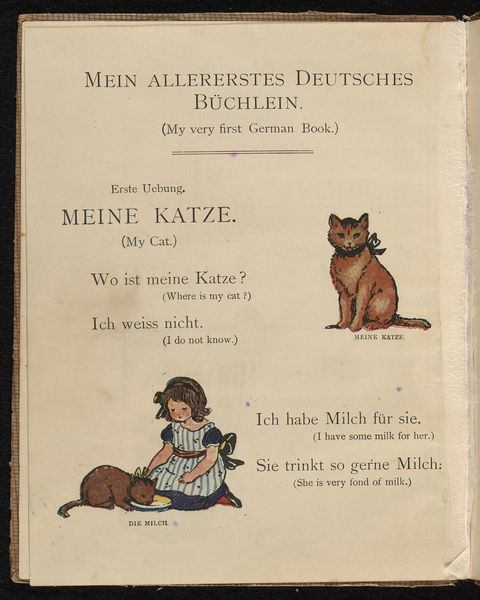 MEIN ALLERERSTES DEUTSCHES
BÜCHLEIN.
(My very first German Book.)
Erste Uebung.
MEINE KATZE.
(My Cat.)
Wo ist meine Katze?
(Where is my cat?)
Ich weiss nicht.
(I do not know.)
MEINE KATZE.
Ich habe Milch für sie.
(I have some milk for her.)
Sie trinkt so gerne Milch:
(She is very fond of milk.)
DIE MILCH.